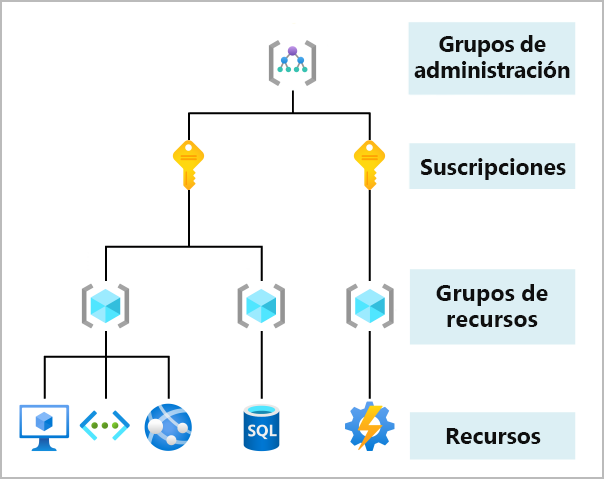 Grupos de
administración
Suscripciones
Grupos de
recursos
SQL
Recursos